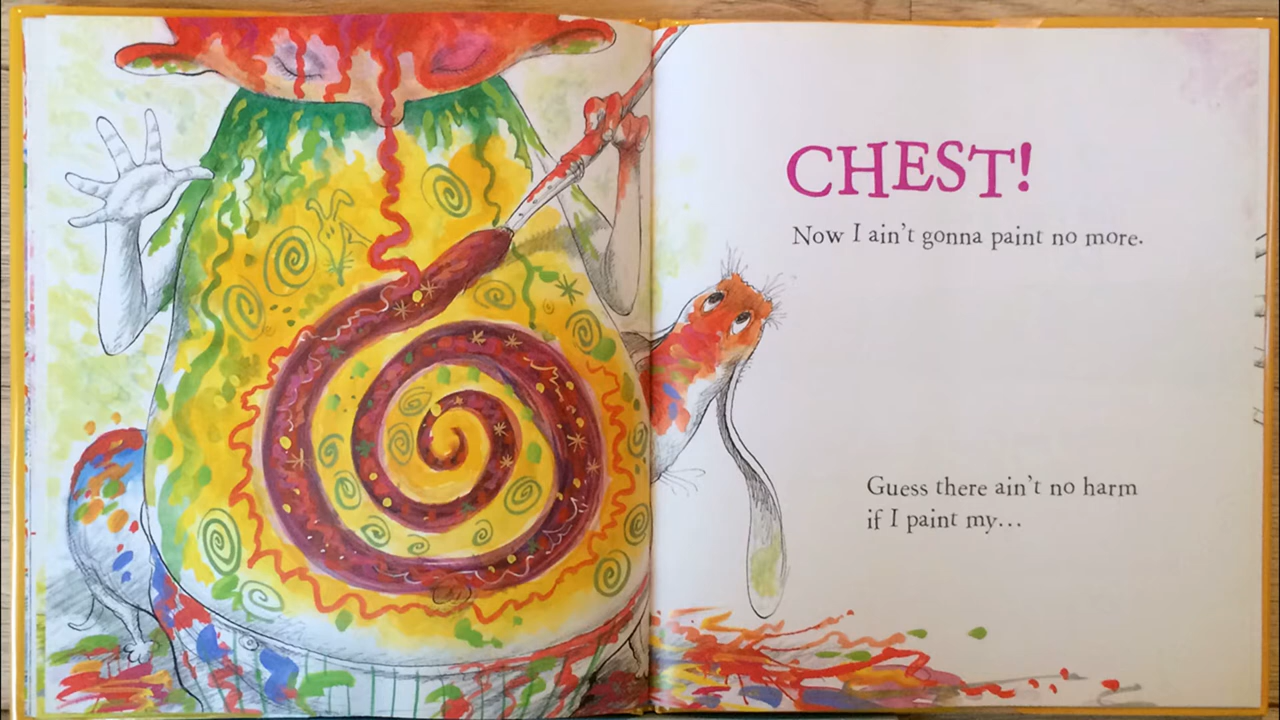 CHEST!
Now I ain't gonna paint no more.
Guess there ain't no harm
if I paint my...